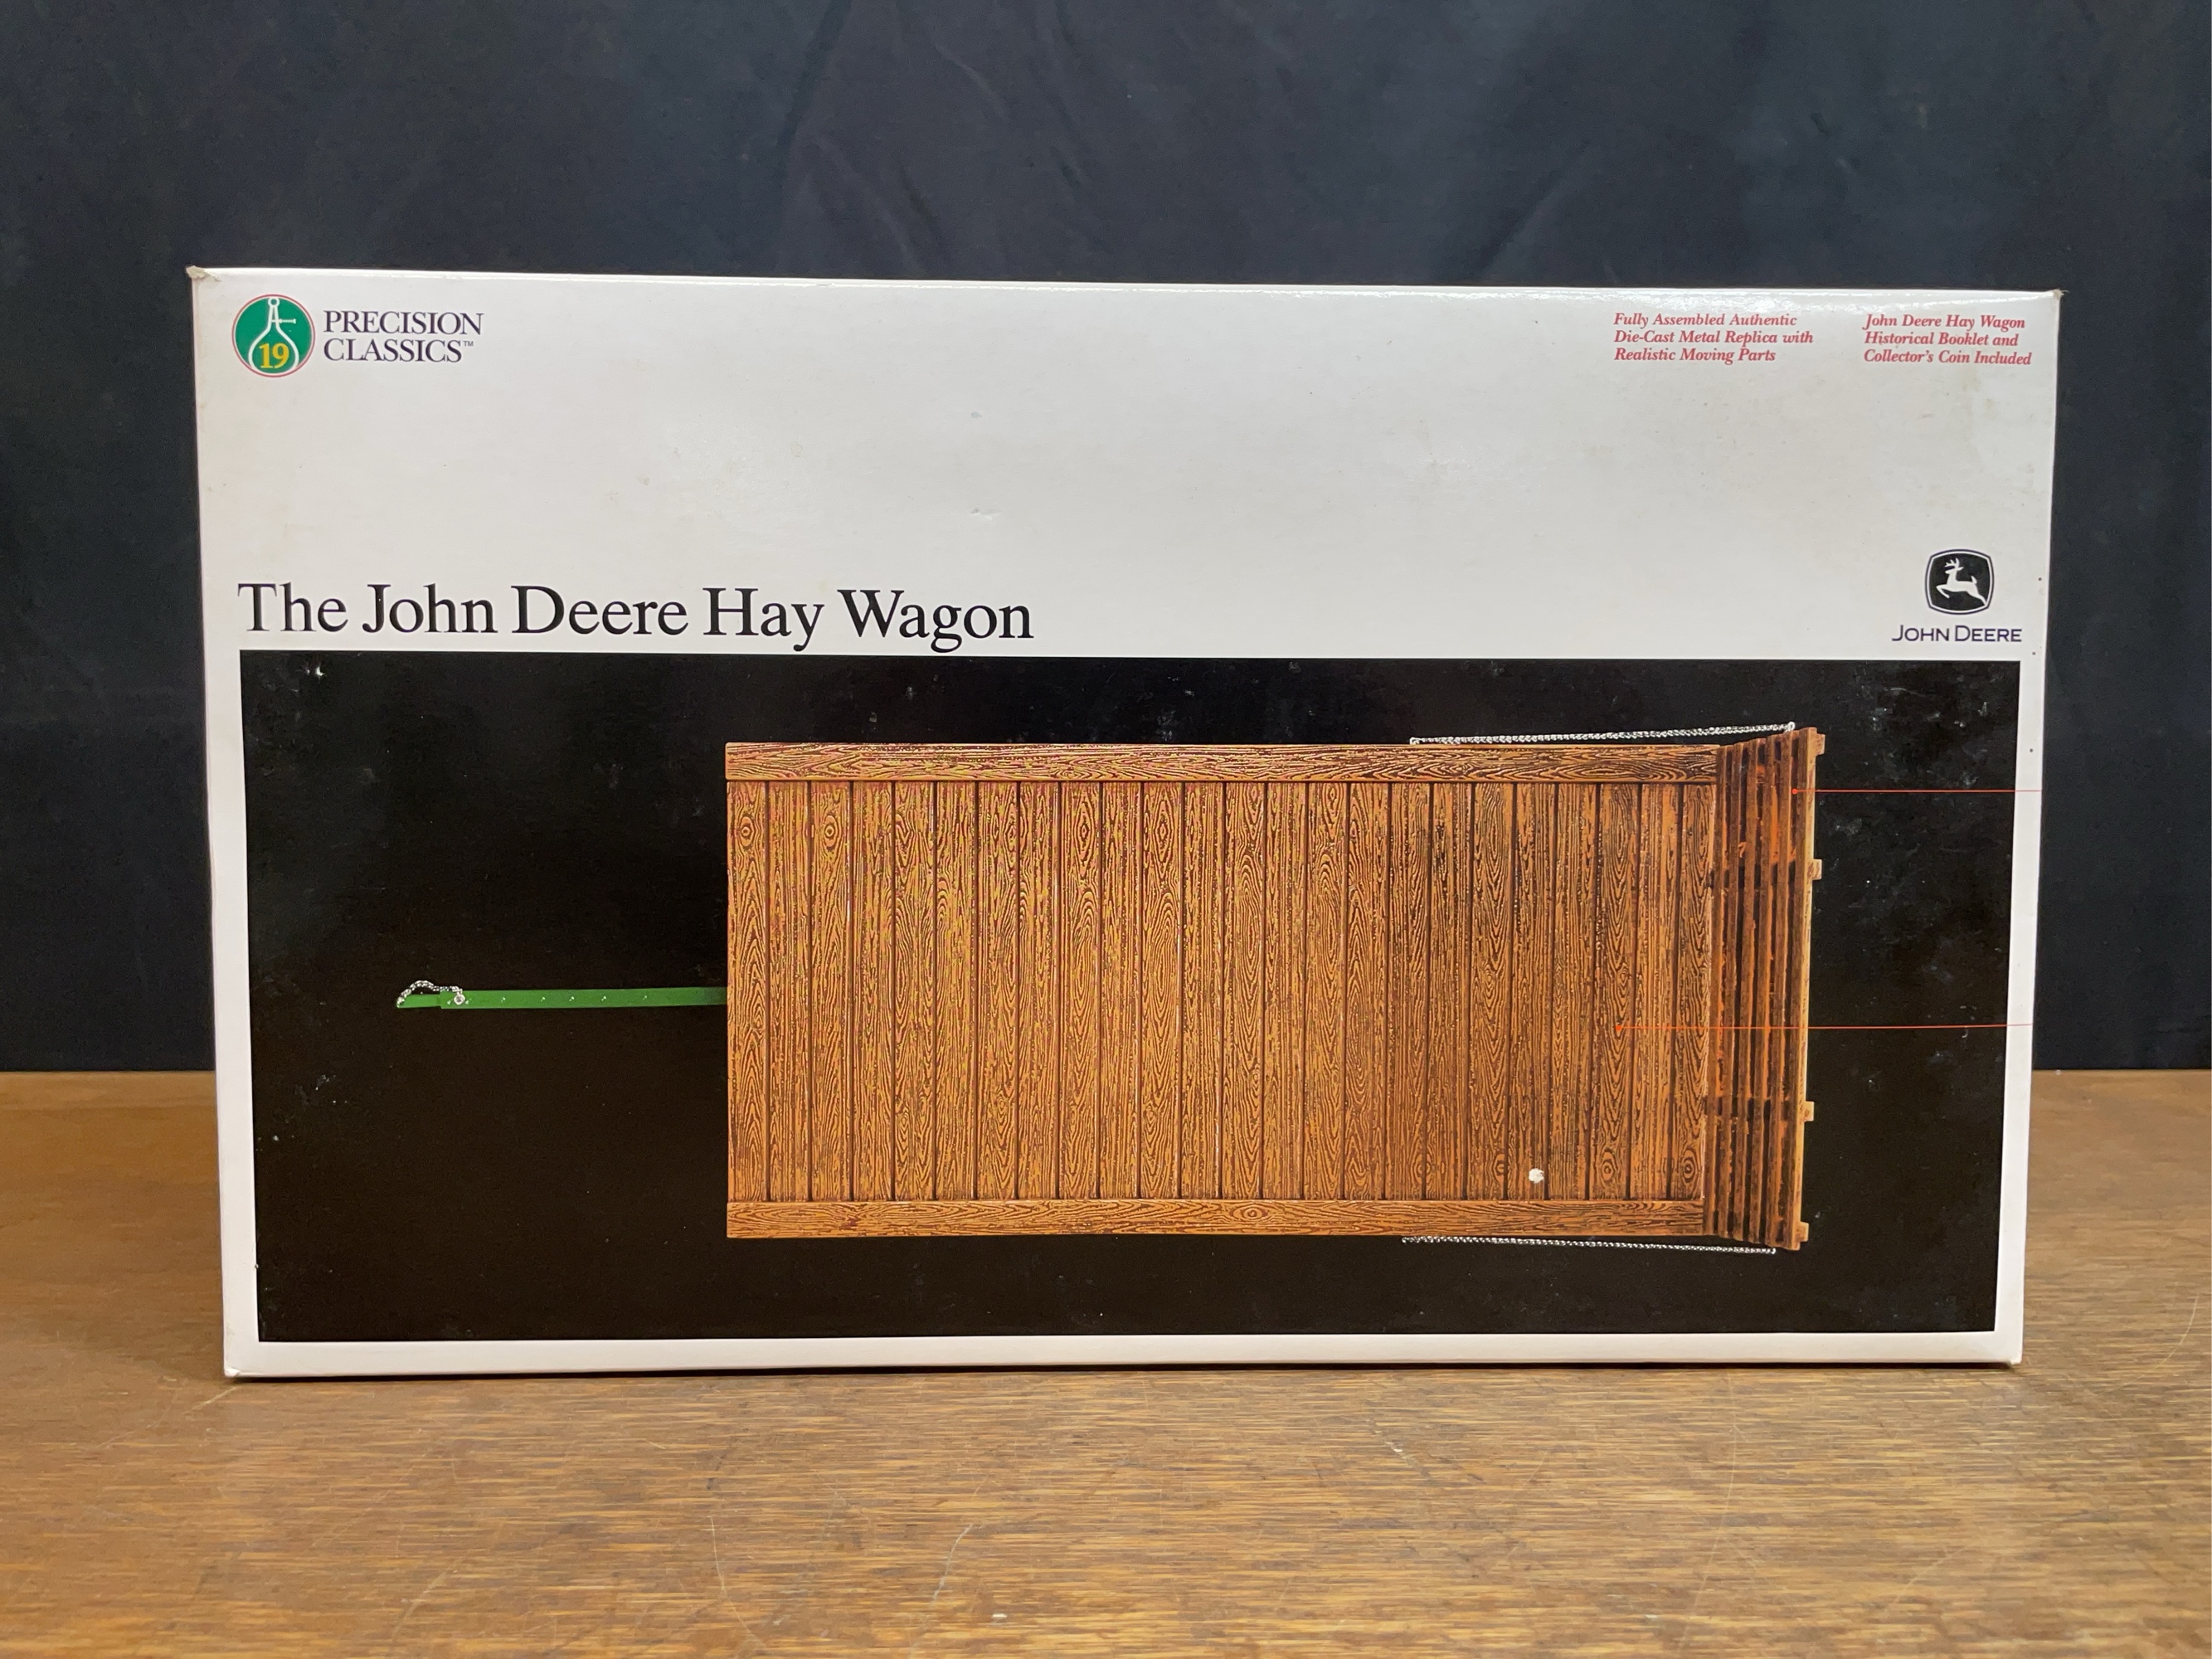 19
PRECISION
CLASSICS™
Fully Assembled Authentic
Die-Cast Metal Replica with
Realistic Moving Parts
John Deere Hay Wagon
Historical Booklet and
Collector's Coin Included
The John Deere Hay Wagon
JOHN DEERE